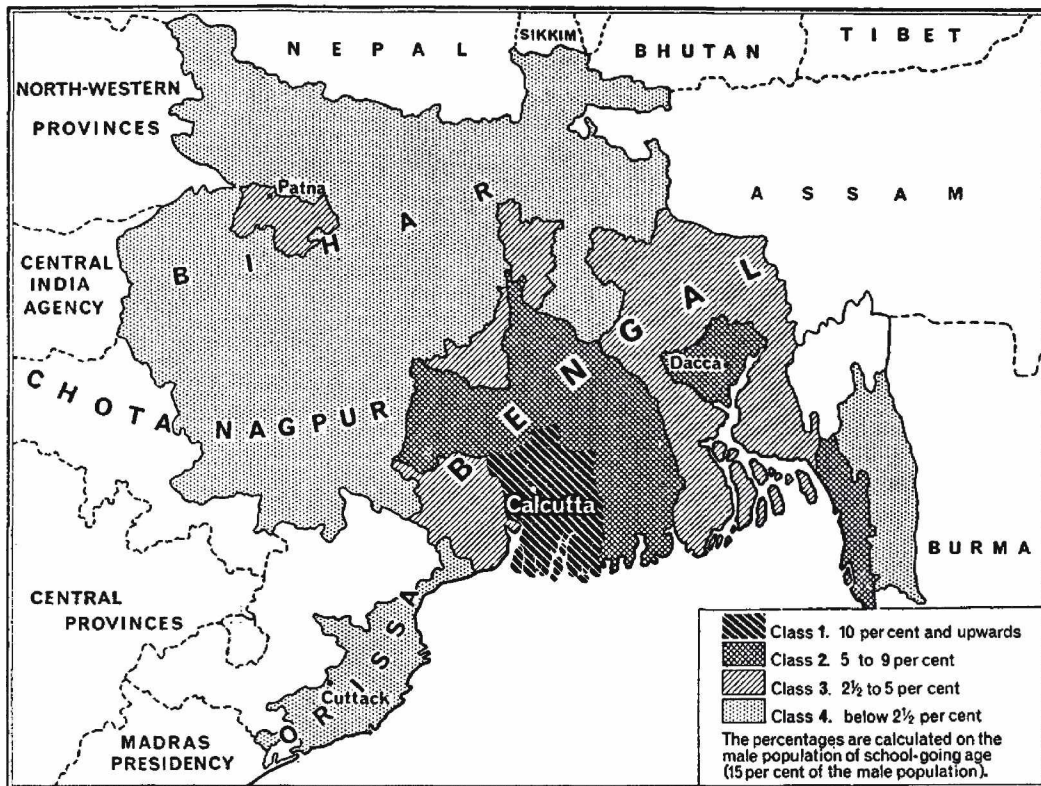 NEPAL
SIKKIM
BHUTAN
TIBET
NORTH-WESTERN
PROVINCES
ASSAM
Patna
BIHAR
CENTRAL
INDIA
AGENCY
BENGAL
Dacca
CHOTA NAGPUR
Calcutta
BURMA
CENTRAL
PROVINCES
ORISSA
Cuttack
MADRAS
PRESIDENCY
Class 1. 10 per cent and upwards
Class 2. 5 to 9 per cent
Class 3. 2½ to 5 per cent
Class 4. below 2½ per cent
The percentages are calculated on the
male population of school-going age
(15 per cent of the male population).